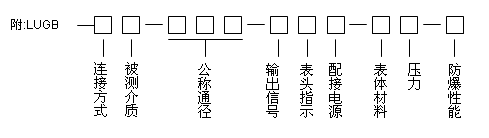 附:LUGB
连接方式
被测介质
公称通径
输出信号
表头指示
配接电源
表体材料
压力
防爆性能